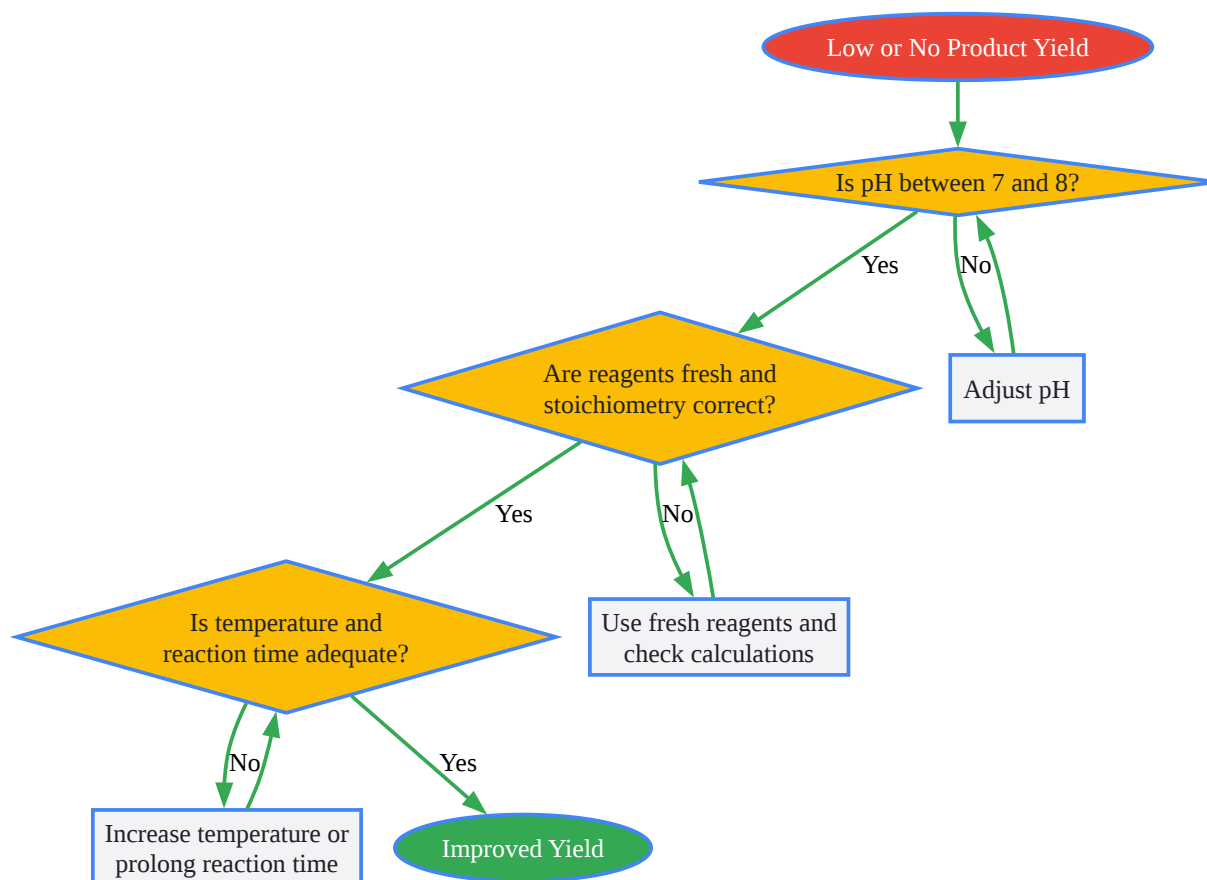 Low or No Product Yield
Is pH between 7 and 8?
Yes
No
Are reagents fresh and
stoichiometry correct?
Adjust pH
Yes
No
Is temperature and
reaction time adequate?
Use fresh reagents and
check calculations
No
Yes
Increase temperature or
prolong reaction time
Improved Yield